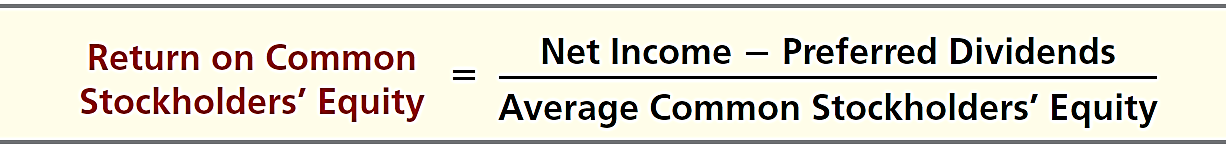 Return on Common
Stockholders’ Equity
=
Net Income − Preferred Dividends
Average Common Stockholders’ Equity